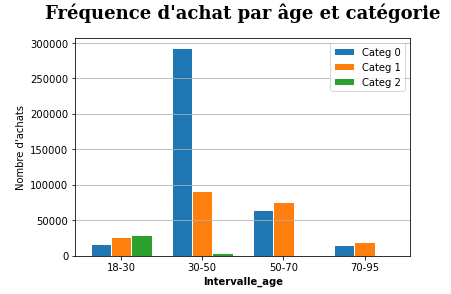 Fréquence d'achat par âge et catégorie
300000
250000
200000
150000
100000
50000
0
Nombre d'achats
Categ 0
Categ 1
Categ 2
18-30 30-50 50-70 70-95
Intervalle_age